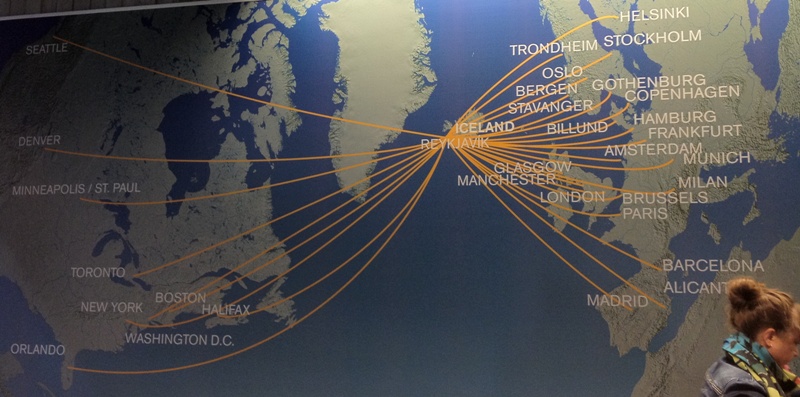 SEATTLE
DENVER
MINNEAPOLIS / ST. PAUL
TORONTO
NEW YORK
BOSTON
HALIFAX
WASHINGTON D.C.
ORLANDO
ICELAND
REYKJAVIK
HELSINKI
TRONDHEIM
STOCKHOLM
OSLO
BERGEN
GOTHENBURG
STAVANGER
COPENHAGEN
BILLUND
HAMBURG
FRANKFURT
AMSTERDAM
MUNICH
GLASGOW
MANCHESTER
MILAN
LONDON
BRUSSELS
PARIS
BARCELONA
ALICANT
MADRID